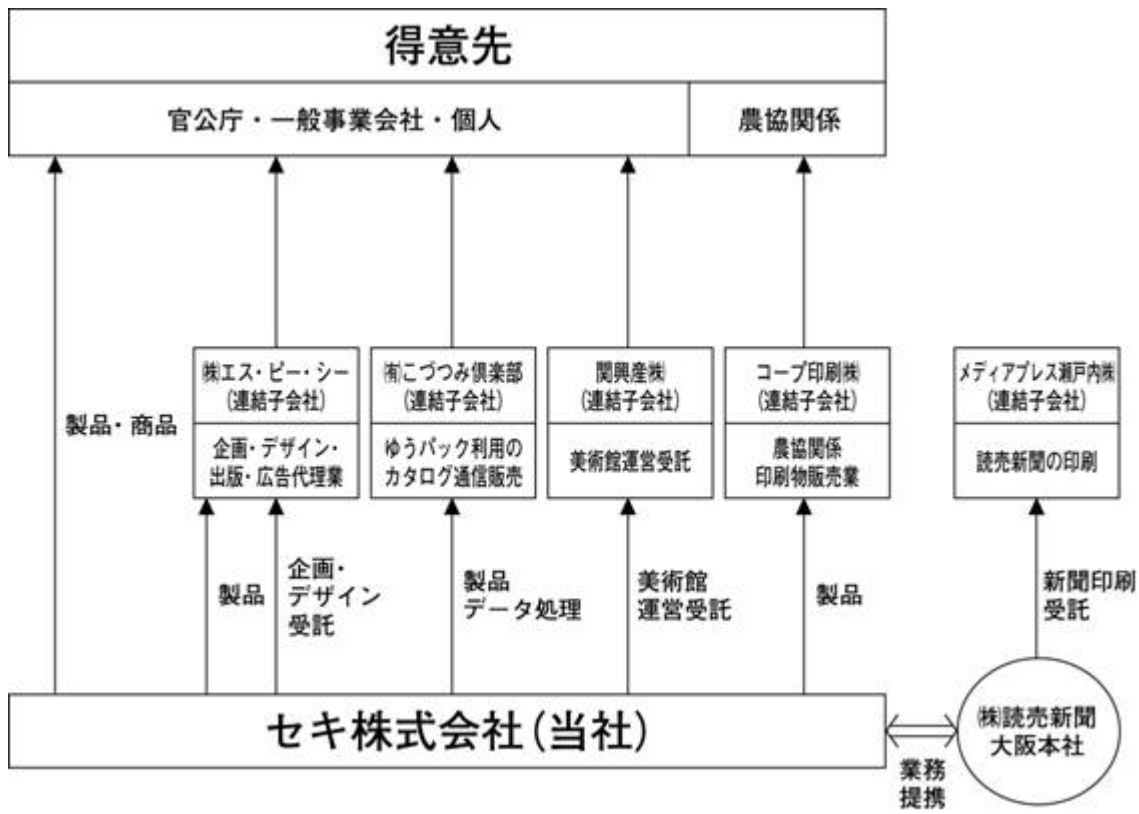 得意先
官公庁・一般事業会社・個人
農協関係
㈱エス・ピー・シー
(連結子会社)
企画・デザイン・
出版・広告代理業
㈲こづつみ倶楽部
(連結子会社)
ゆうパック利用の
カタログ通信販売
関興産㈱
(連結子会社)
美術館運営受託
コープ印刷㈱
(連結子会社)
農協関係
印刷物販売業
メディアプレス瀬戸内㈱
(連結子会社)
読売新聞の印刷
製品・商品
製品
企画・
デザイン
受託
製品
データ処理
美術館
運営受託
製品
新聞印刷
受託
セキ株式会社(当社)
業務
提携
㈱読売新聞
大阪本社